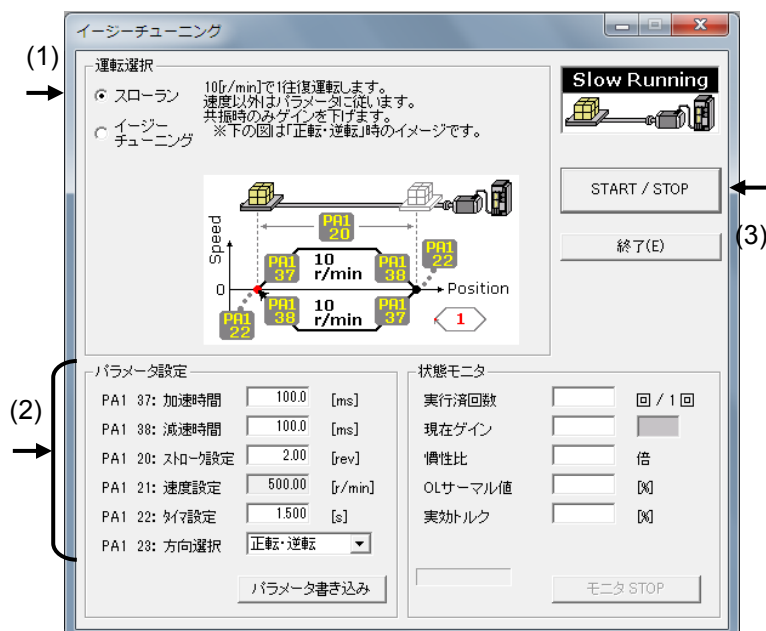 イージーチューニング
(1)
運転選択
スローラン
10[r/min]で1往復運転します。
速度以外はパラメータに従います。
共振時のみゲインを下げます。
※下の図は「正転・逆転」時のイメージです。
イージー
チューニング
Slow Running
START / STOP
(3)
終了(E)
PA1
20
Speed
PA1
37
10
r/min
PA1
38
PA1
22
0
Position
PA1
22
PA1
38
10
r/min
PA1
37
1
(2)
パラメータ設定
PA1 37: 加速時間 100.0 [ms]
PA1 38: 減速時間 100.0 [ms]
PA1 20: ストローク設定 2.00 [rev]
PA1 21: 速度設定 500.00 [r/min]
PA1 22: タイマ設定 1.500 [s]
PA1 23: 方向選択 正転・逆転
パラメータ書き込み
状態モニタ
実行済回数 回 / 1 回
現在ゲイン
慣性比 倍
OLサーマル値 [%]
実効トルク [%]
モニタ STOP